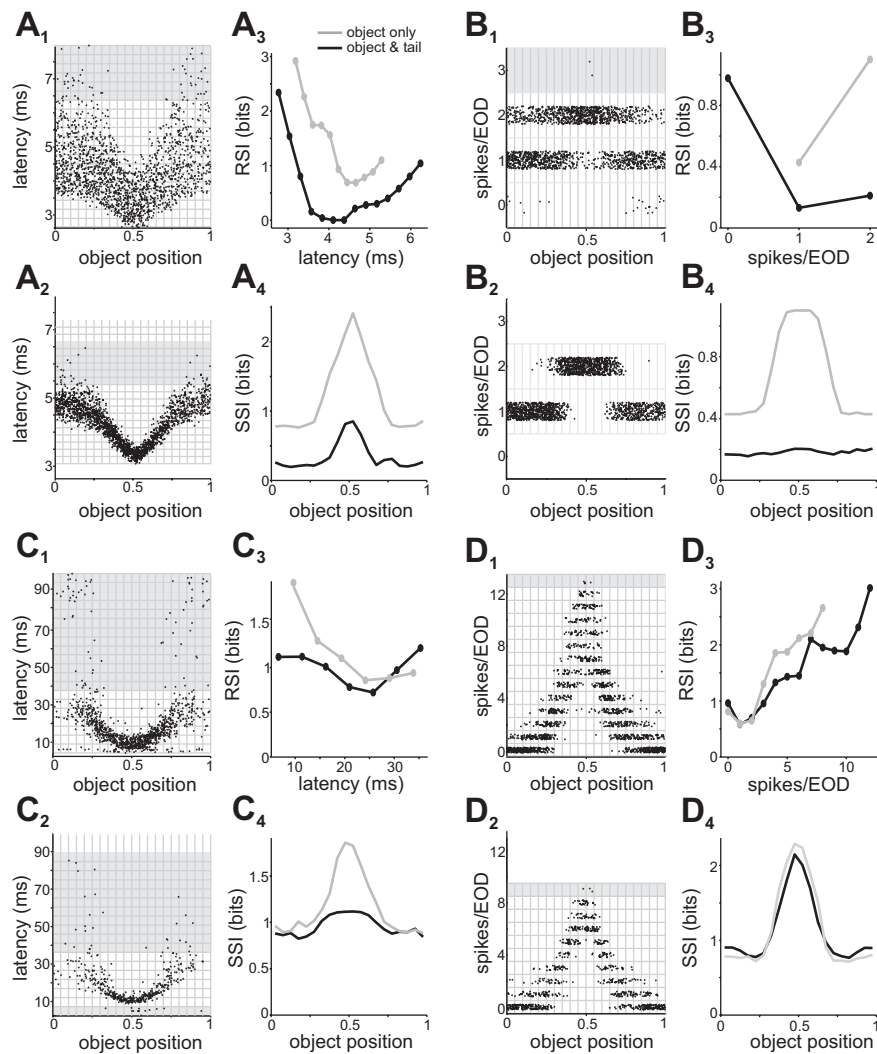 A1
latency (ms)
7
5
3
0
0.5
1
object position
A3
object only
object & tail
RSI (bits)
3
2
1
0
3
4
5
6
latency (ms)
B1
spikes/EOD
3
2
1
0
0
0.5
1
object position
B3
RSI (bits)
0.8
0.4
0
0
1
2
spikes/EOD
A2
latency (ms)
7
5
3
0
0.5
1
object position
A4
SSI (bits)
2
1
0
0
0.5
1
object position
B2
spikes/EOD
3
2
1
0
0
0.5
1
object position
B4
SSI (bits)
0.8
0.4
0
0
0.5
1
object position
C1
latency (ms)
90
70
50
30
10
0
0.5
1
object position
C3
RSI (bits)
1.5
1
0.5
0
10
20
30
latency (ms)
D1
spikes/EOD
12
8
4
0
0
0.5
1
object position
D3
RSI (bits)
3
2
1
0
0
5
10
spikes/EOD
C2
latency (ms)
90
70
50
30
10
0
0.5
1
object position
C4
SSI (bits)
1.5
1
0.5
0
0
0.5
1
object position
D2
spikes/EOD
12
8
4
0
0
0.5
1
object position
D4
SSI (bits)
2
1
0
0
0.5
1
object position